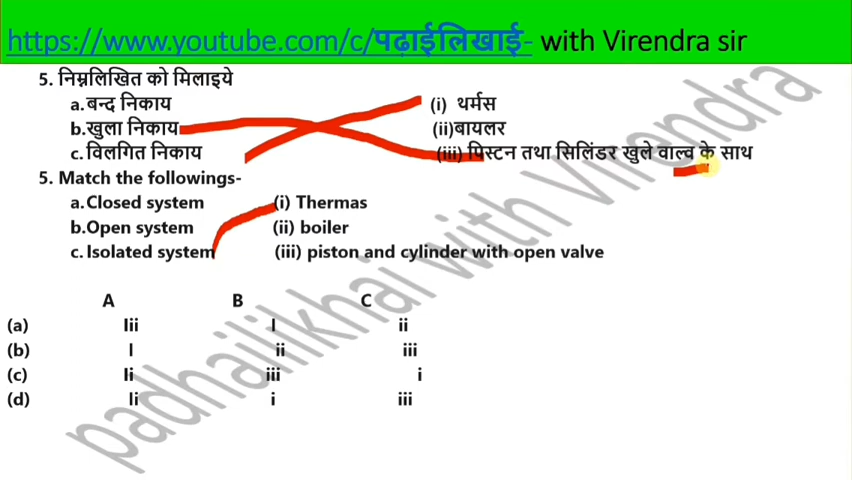 https://www.youtube.com/c/पढ़ाईलिखाई- with Virendra sir
5. निम्नलिखित को मिलाइये
a. बन्द निकाय (i) थर्मस
b. खुला निकाय (ii)बायलर
c. विलगित निकाय (iii) पिस्टन तथा सिलिंडर खुले वाल्व के साथ
5. Match the followings-
a. Closed system (i) Thermas
b. Open system (ii) boiler
c. Isolated system (iii) piston and cylinder with open valve
A B C
(a) Iii I ii
(b) I ii iii
(c) Ii iii i
(d) Ii i iii
padhailikhai with Virendra